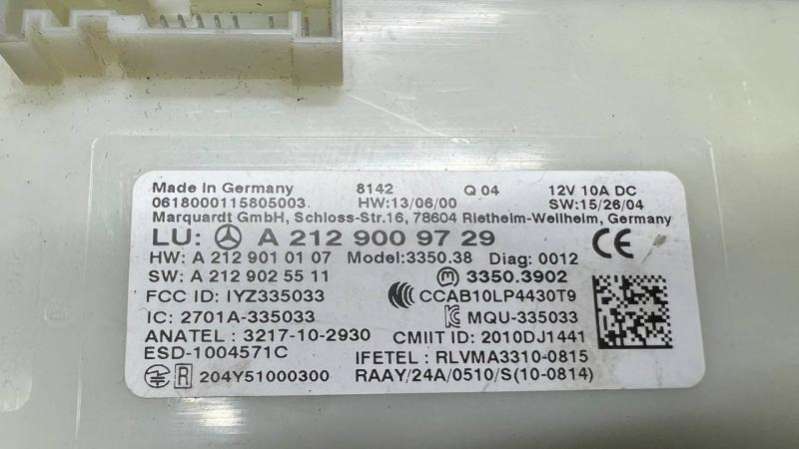 Made In Germany 8142 Q 04 12V 10A DC
0618000115805003. HW:13/06/00 SW:15/26/04
Marquardt GmbH, Schloss-Str.16, 78604 Rietheim-Weilheim, Germany
LU: A 212 900 97 29 CE
HW: A 212 901 01 07 Model:3350.38 Diag: 0012
SW: A 212 902 55 11 m 3350.3902
FCC ID: IYZ335033 CCAB10LP4430T9
IC: 2701A-335033 MQU-335033
ANATEL : 3217-10-2930 CMIIT ID: 2010DJ1441
ESD-1004571C IFETEL : RLVMA3310-0815
R 204Y51000300 RAAY/24A/0510/S(10-0814)